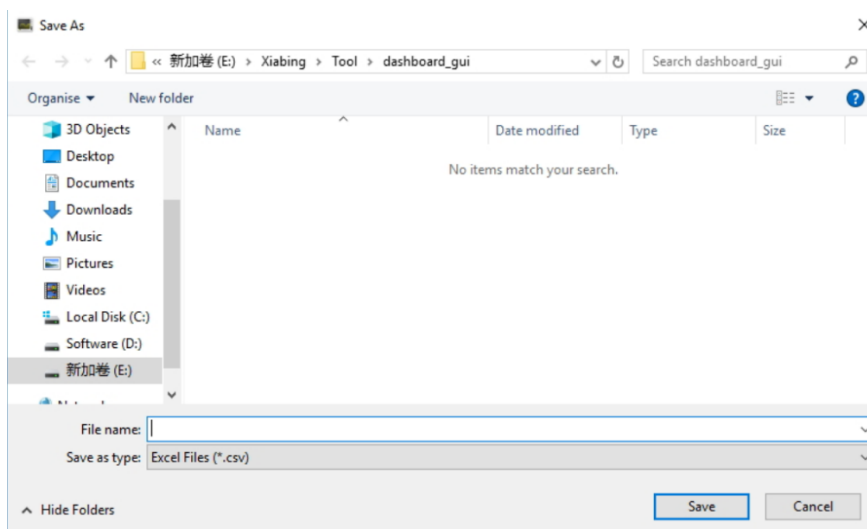 Save As
« 新加卷 (E:) › Xiabing › Tool › dashboard_gui
Search dashboard_gui
Organise
New folder
Name
Date modified
Type
Size
No items match your search.
3D Objects
Desktop
Documents
Downloads
Music
Pictures
Videos
Local Disk (C:)
Software (D:)
新加卷 (E:)
File name:
Save as type: Excel Files (*.csv)
Hide Folders
Save
Cancel